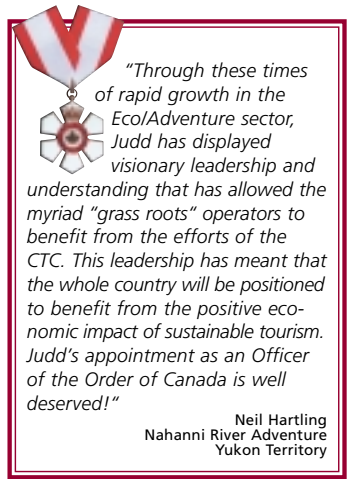 “Through these times
of rapid growth in the
Eco/Adventure sector,
Judd has displayed
visionary leadership and
understanding that has allowed the
myriad “grass roots“ operators to
benefit from the efforts of the
CTC. This leadership has meant that
the whole country will be positioned
to benefit from the positive eco-
nomic impact of sustainable tourism.
Judd’s appointment as an Officer
of the Order of Canada is well
deserved!“
Neil Hartling
Nahanni River Adventure
Yukon Territory